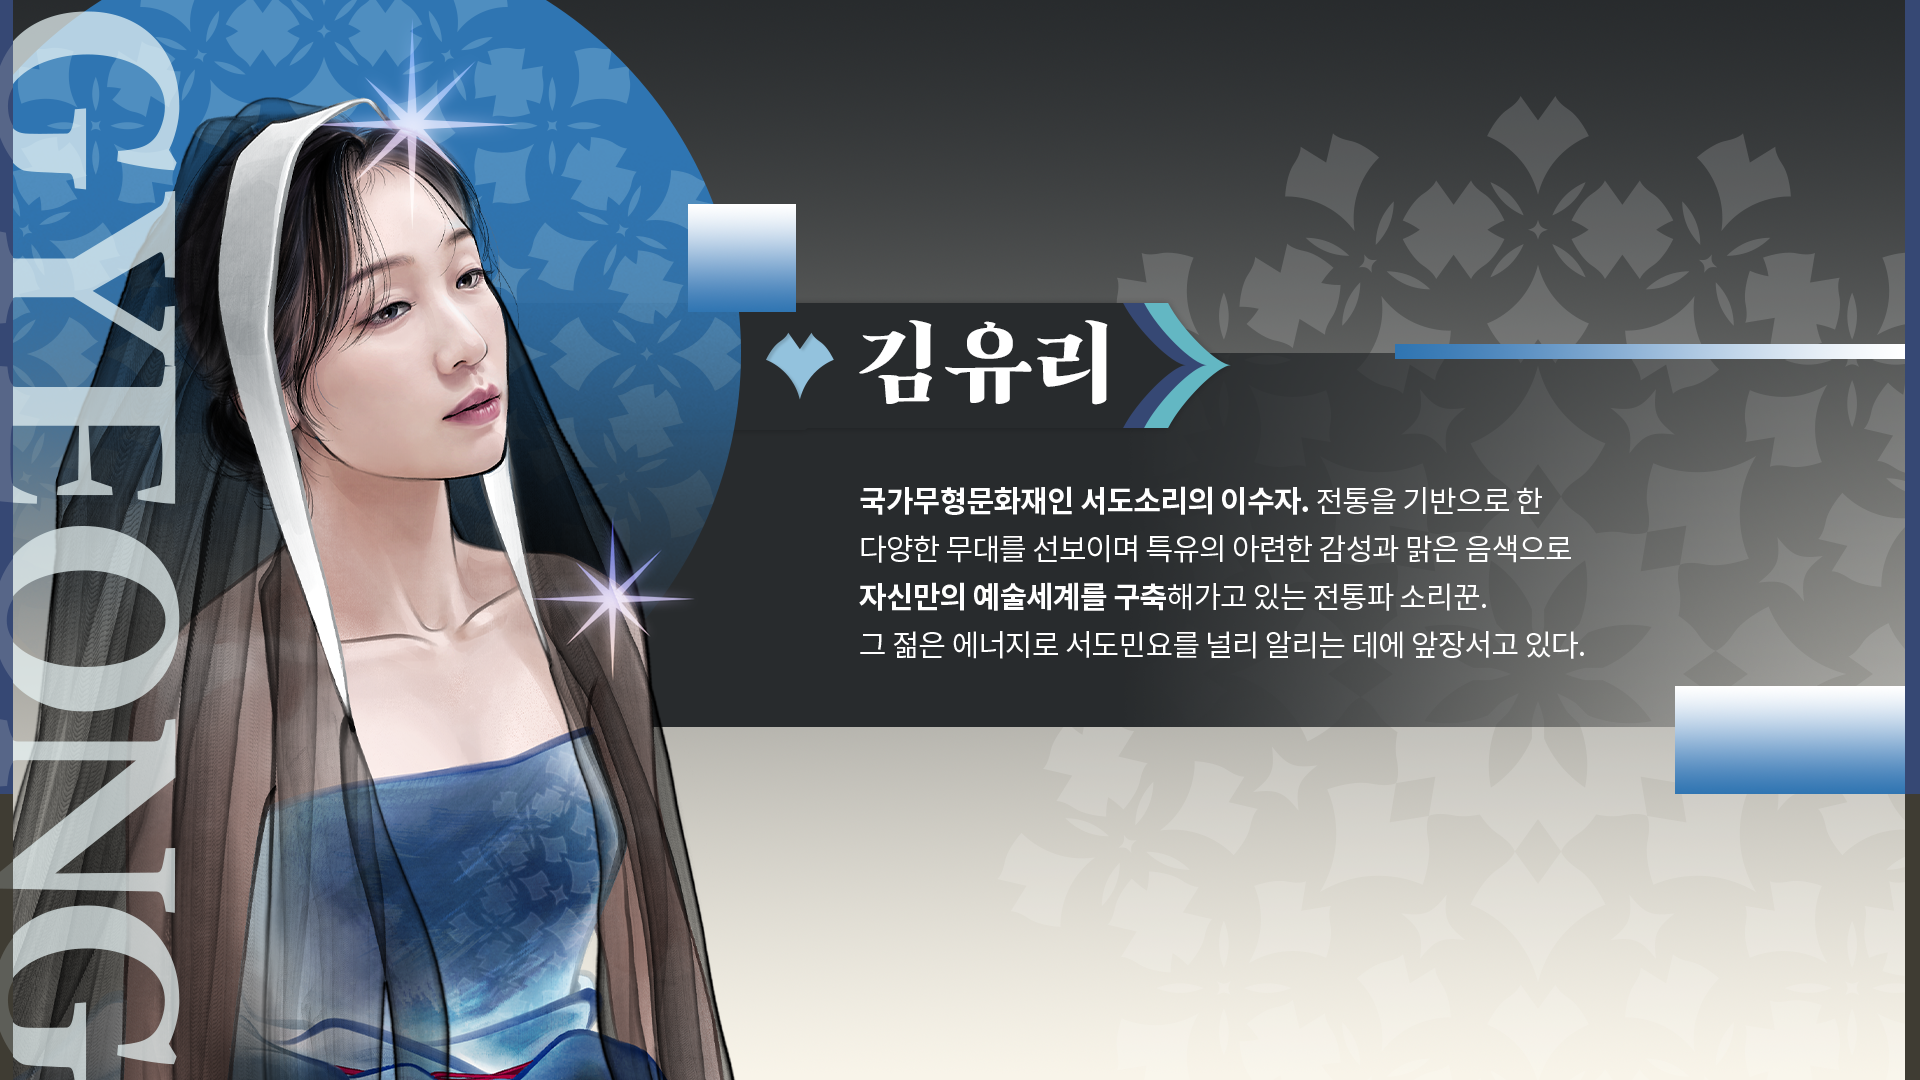 GYEONG
김유리
국가무형문화재인 서도소리의 이수자. 전통을 기반으로 한
다양한 무대를 선보이며 특유의 아련한 감성과 맑은 음색으로
자신만의 예술세계를 구축해가고 있는 전통파 소리꾼.
그 젊은 에너지로 서도민요를 널리 알리는 데에 앞장서고 있다.